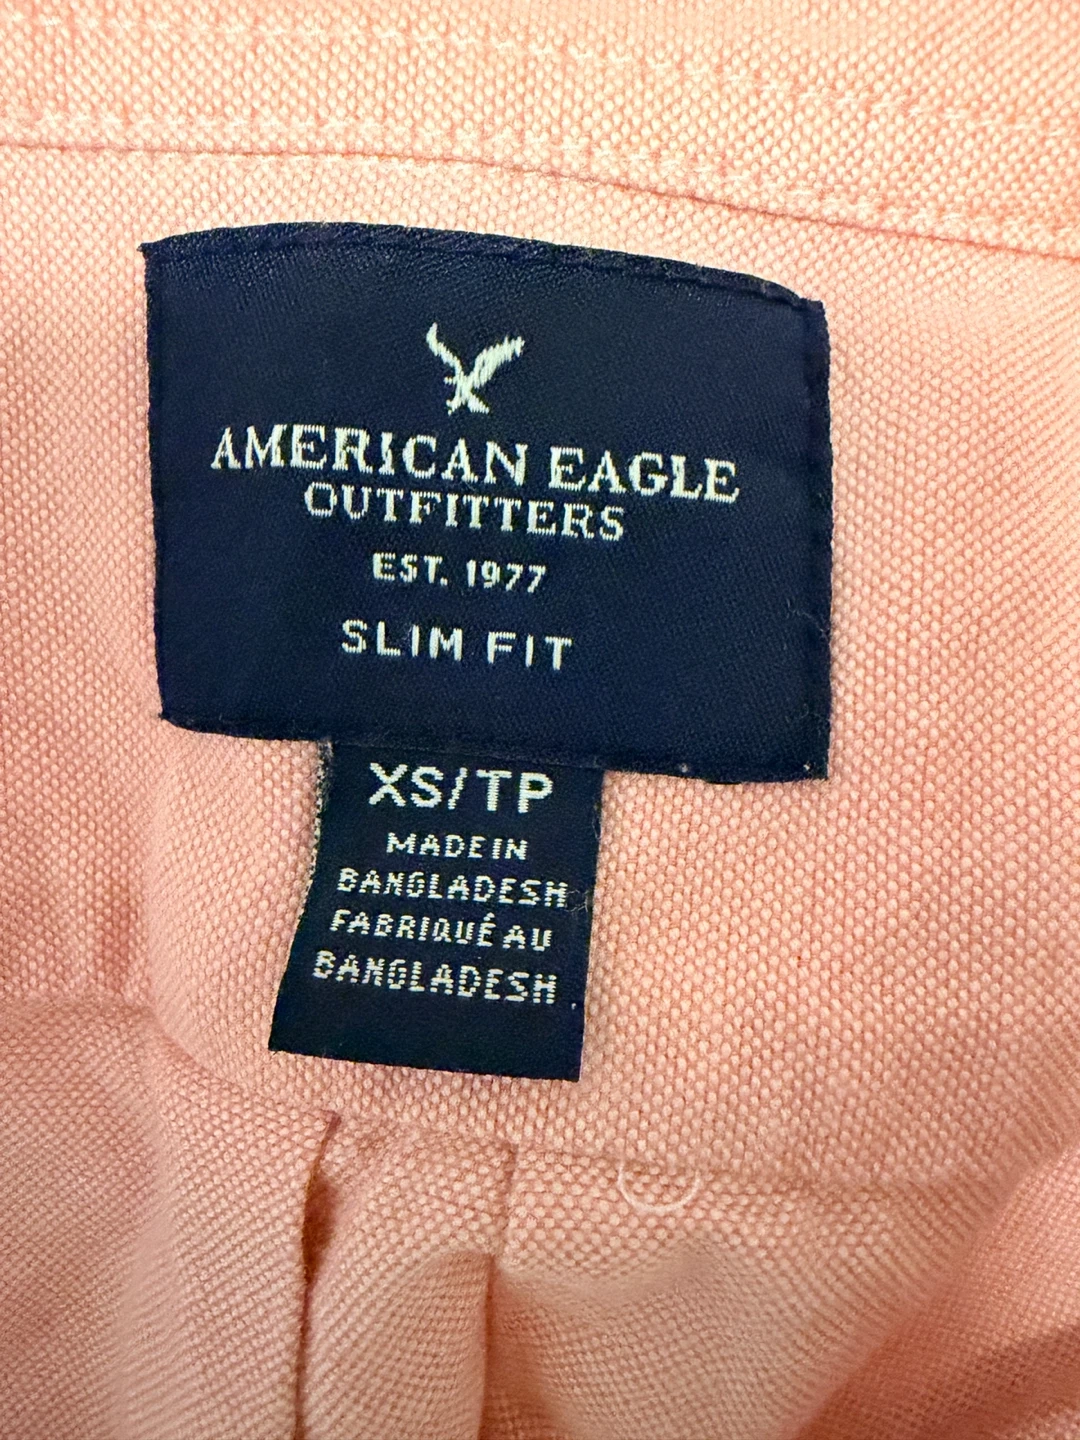 AMERICAN EAGLE
OUTFITTERS
EST. 1977
SLIM FIT
XS/TP
MADE IN
BANGLADESH
FABRIQUÉ AU
BANGLADESH